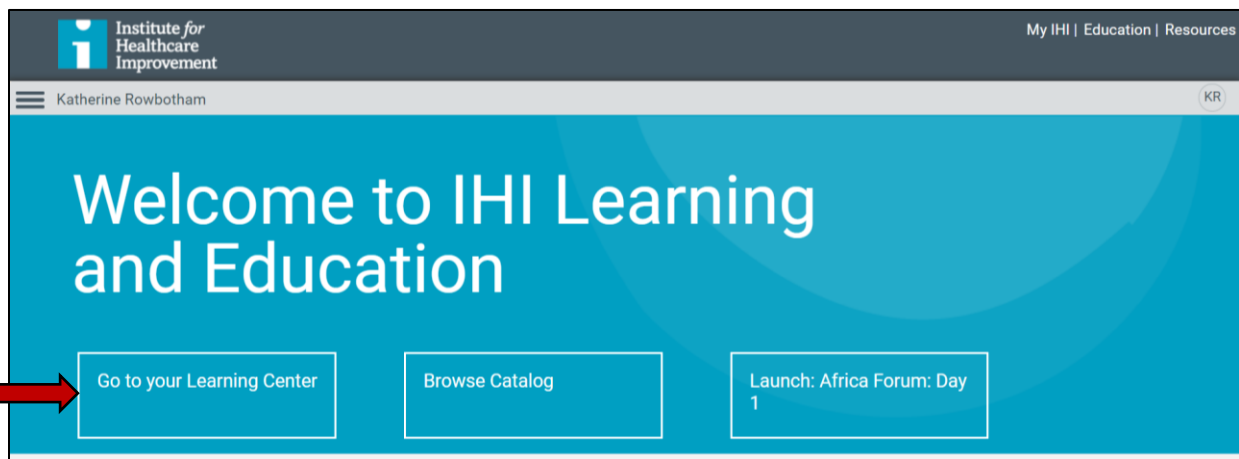 Institute for
Healthcare
Improvement
My IHI | Education | Resources
Katherine Rowbotham
KR
Welcome to IHI Learning
and Education
Go to your Learning Center
Browse Catalog
Launch: Africa Forum: Day
1